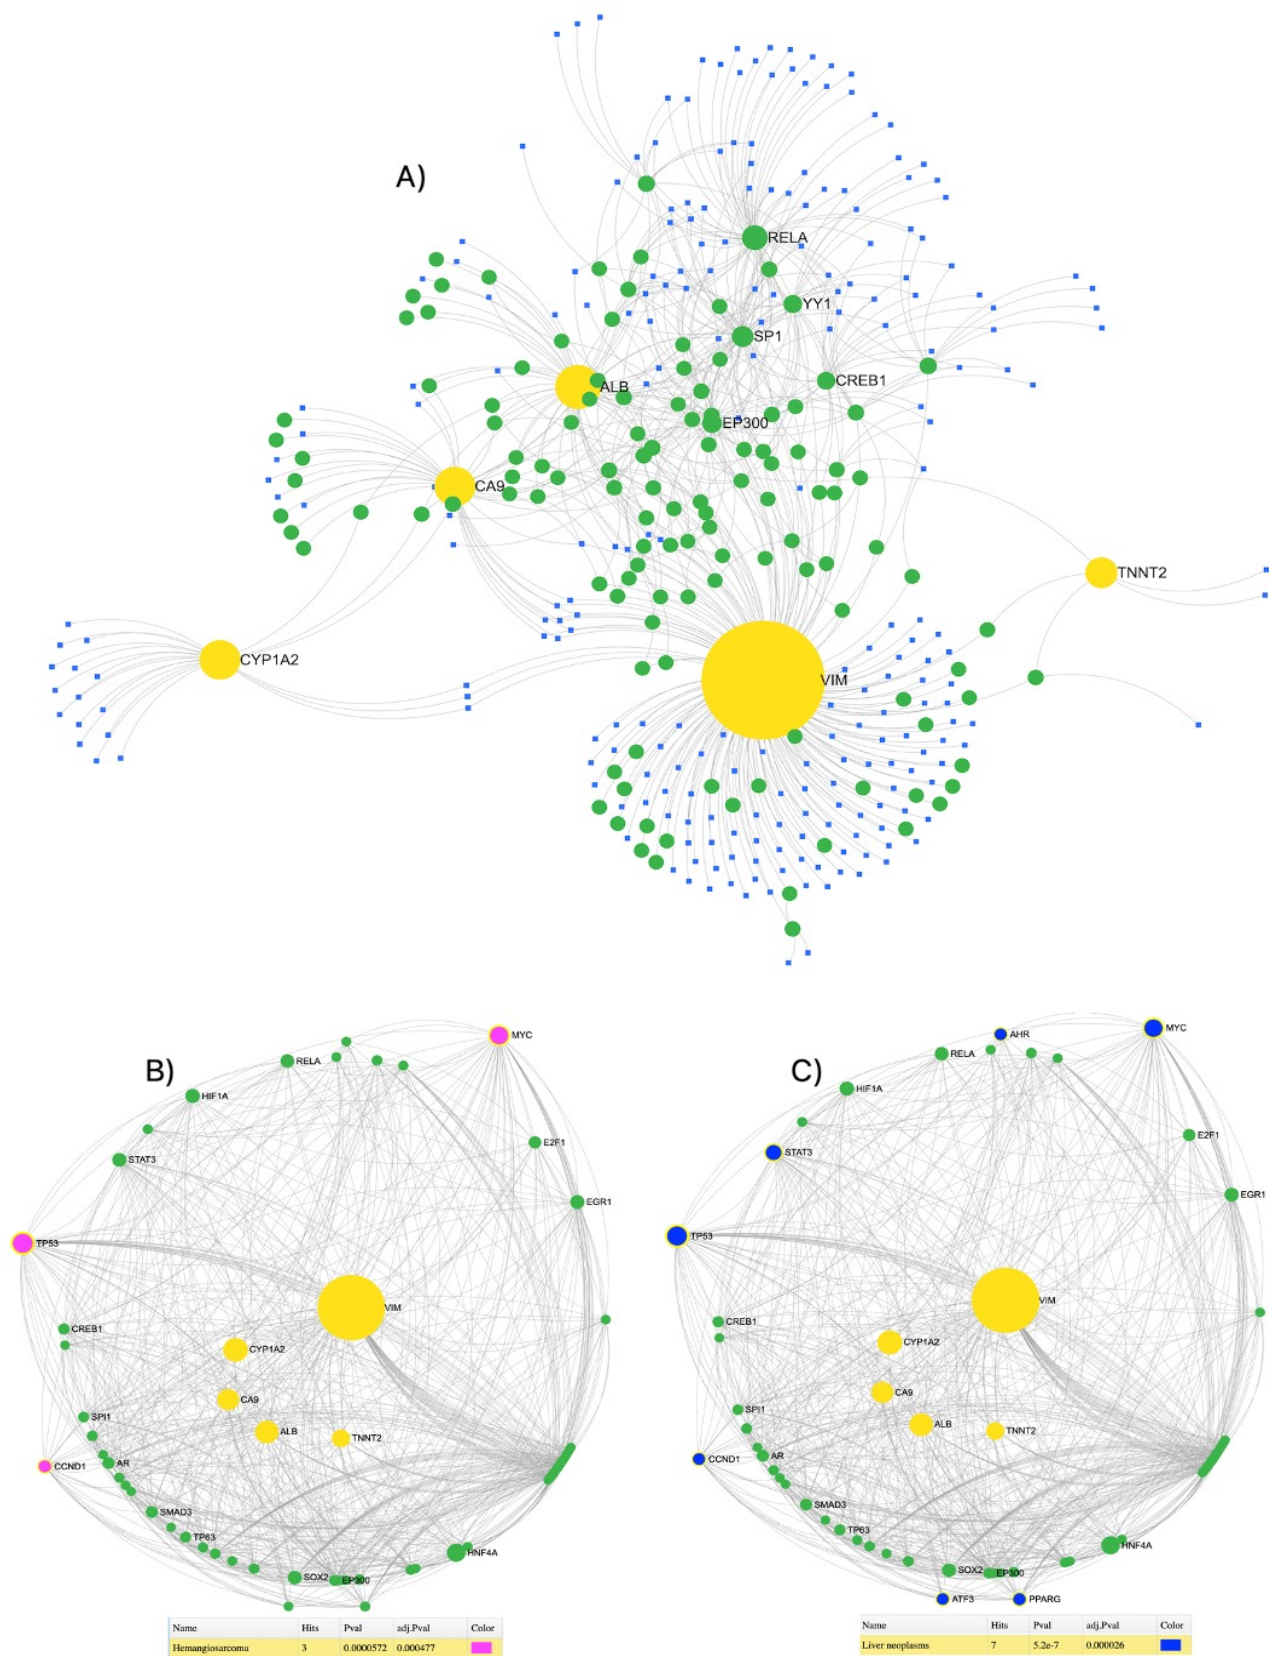 A)
RELA
YY1
SP1
CREB1
ALB
EP300
CA9
TNNT2
CYP1A2
VIM
B)
MYC
RELA
HIF1A
E2F1
STAT3
EGR1
TP53
VIM
CREB1
CYP1A2
CA9
SPI1
ALB
TNNT2
AR
CCND1
SMAD3
TP63
HNF4A
SOX2
EP300
Name Hits Pval adj.Pval Color
Hemangiosarcoma 3 0.0000572 0.000477
C)
AHR
MYC
RELA
HIF1A
E2F1
STAT3
EGR1
TP53
VIM
CREB1
CYP1A2
CA9
SPI1
ALB
TNNT2
AR
CCND1
SMAD3
TP63
HNF4A
SOX2
EP300
ATF3
PPARG
Name Hits Pval adj.Pval Color
Liver neoplasms 7 5.2e-7 0.000026